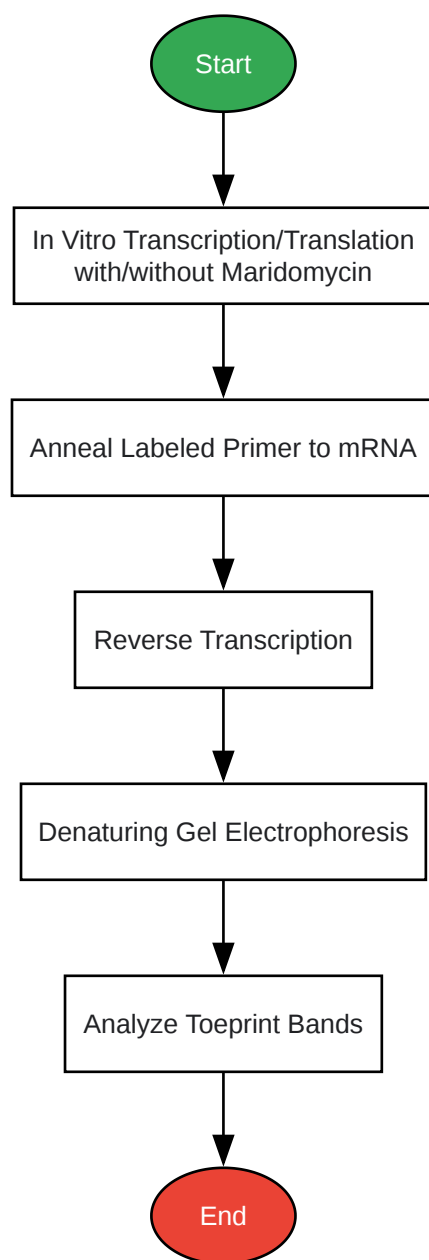 Start
In Vitro Transcription/Translation
with/without Maridomycin
Anneal Labeled Primer to mRNA
Reverse Transcription
Denaturing Gel Electrophoresis
Analyze Toeprint Bands
End